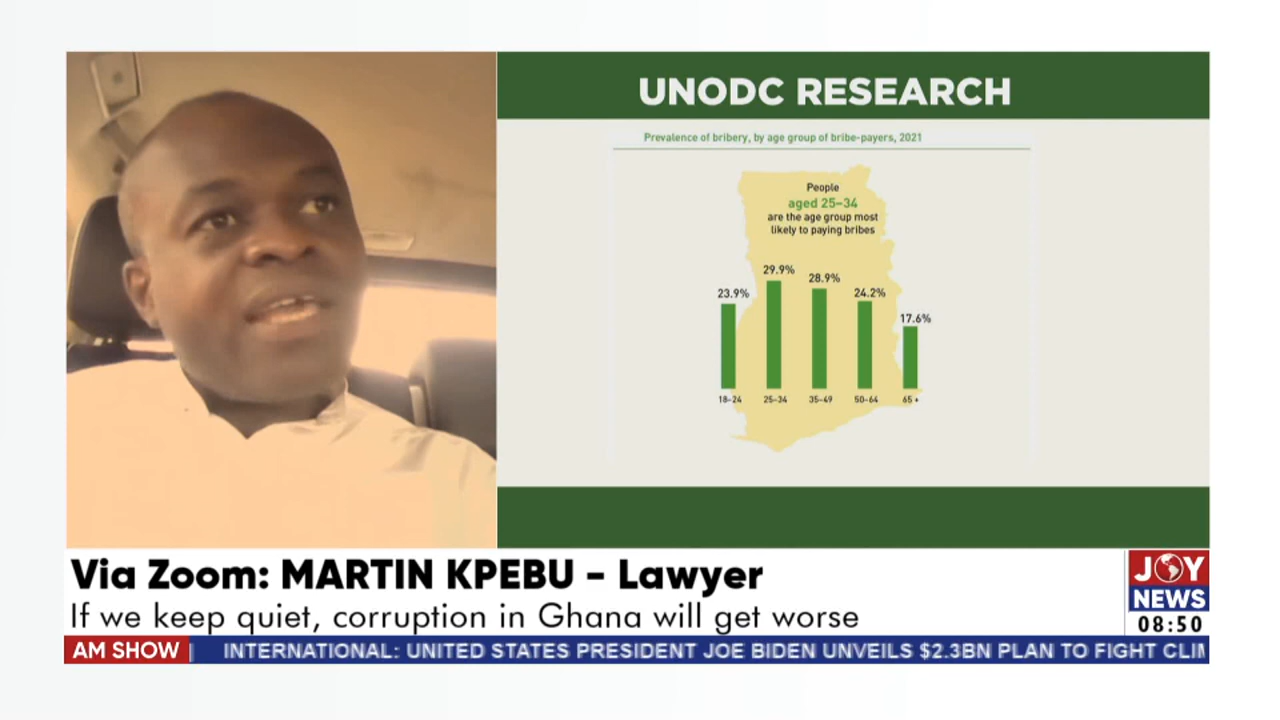 UNODC RESEARCH
Prevalence of bribery, by age group of bribe-payers, 2021
People
aged 25–34
are the age group most
likely to paying bribes
23.9%
29.9%
28.9%
24.2%
17.6%
18–24
25–34
35–49
50–64
65 +
Via Zoom: MARTIN KPEBU – Lawyer
If we keep quiet, corruption in Ghana will get worse
JOY
NEWS
08:50
AM SHOW
INTERNATIONAL: UNITED STATES PRESIDENT JOE BIDEN UNVEILS $2.3BN PLAN TO FIGHT CLIM